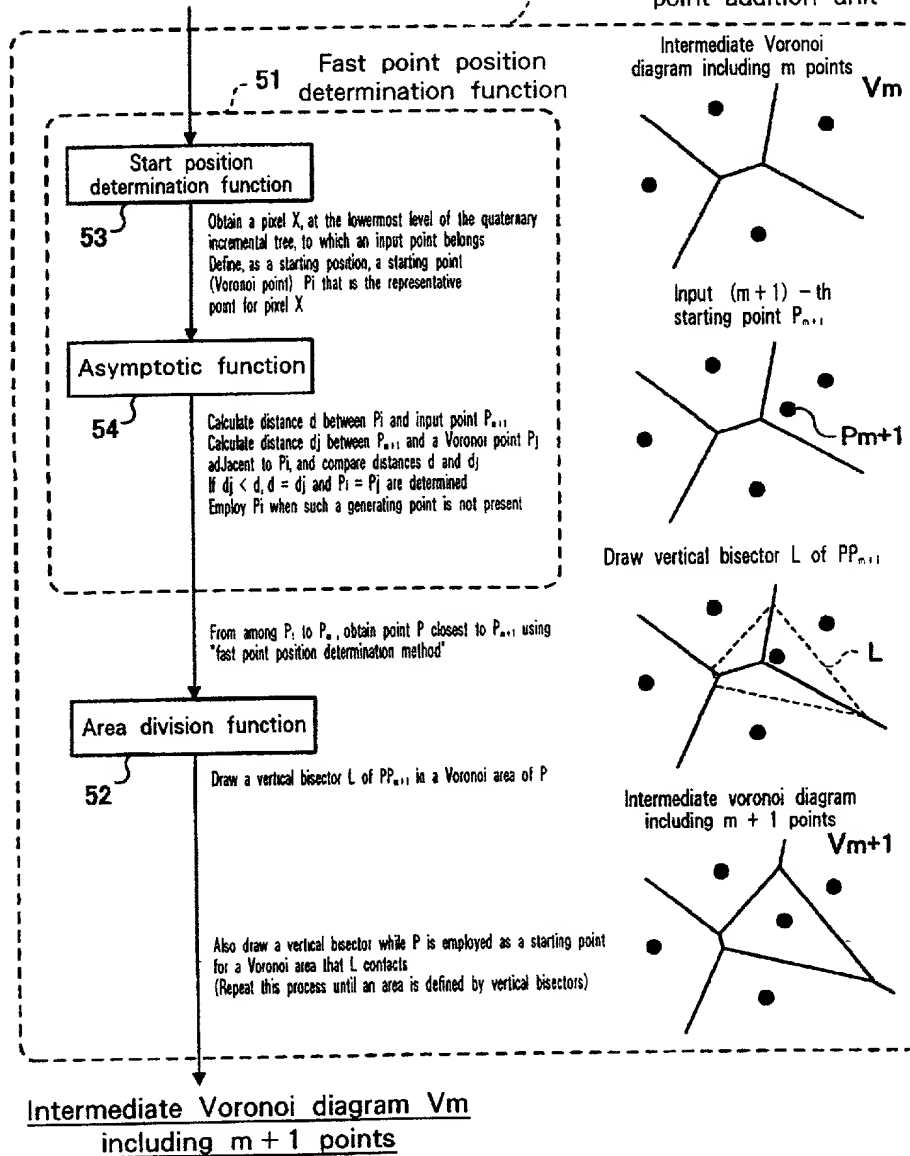 point addition unit
51
Fast point position
determination function
Start position
determination function
53
Obtain a pixel X, at the lowermost level of the quaternary
incremental tree, to which an input point belongs
Define, as a starting position, a starting point
(Voronoi point) Pi that is the representative
point for pixel X
Asymptotic function
54
Calculate distance d between Pi and input point Pm+1
Calculate distance dj between Pm+1 and a Voronoi point Pj
adjacent to Pi, and compare distances d and dj
If dj < d, d = dj and Pi = Pj are determined
Employ Pi when such a generating point is not present
From among P1 to Pm, obtain point P closest to Pm+1 using
"fast point position determination method"
Area division function
52
Draw a vertical bisector L of PPm+1 in a Voronoi area of P
Also draw a vertical bisector while P is employed as a starting point
for a Voronoi area that L contacts
(Repeat this process until an area is defined by vertical bisectors)
Intermediate Voronoi diagram Vm
including m + 1 points
Intermediate Voronoi
diagram including m points
Vm
Input (m + 1) - th
starting point Pm+1
Pm+1
Draw vertical bisector L of PPm+1
L
Intermediate voronoi diagram
including m + 1 points
Vm+1